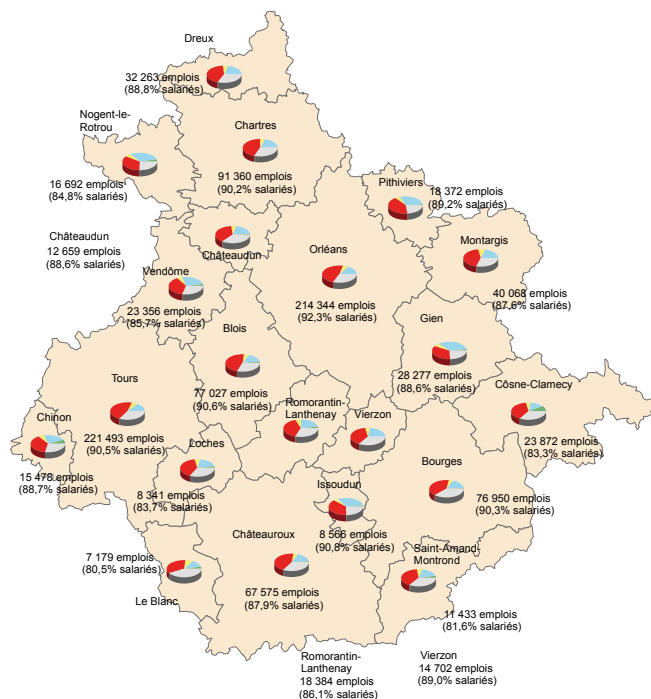 Dreux
32 263 emplois
(88,8% salariés)
Nogent-le-
Rotrou
16 692 emplois
(84,8% salariés)
Chartres
91 360 emplois
(90,2% salariés)
Pithiviers
18 372 emplois
(89,2% salariés)
Châteaudun
12 659 emplois
(88,6% salariés)
Châteaudun
Orléans
214 344 emplois
(92,3% salariés)
Montargis
40 068 emplois
(87,6% salariés)
Vendôme
23 356 emplois
(85,7% salariés)
Blois
77 027 emplois
(90,6% salariés)
Gien
28 277 emplois
(88,6% salariés)
Tours
221 493 emplois
(90,5% salariés)
Romorantin-
Lanthenay
Vierzon
Côsne-Clamecy
23 872 emplois
(83,3% salariés)
Chinon
15 478 emplois
(88,7% salariés)
Loches
8 341 emplois
(83,7% salariés)
Issoudun
8 566 emplois
(90,8% salariés)
Bourges
76 950 emplois
(90,3% salariés)
7 179 emplois
(80,5% salariés)
Le Blanc
Châteauroux
67 575 emplois
(87,9% salariés)
Saint-Amand-
Montrond
11 433 emplois
(81,6% salariés)
Romorantin-
Lanthenay
18 384 emplois
(86,1% salariés)
Vierzon
14 702 emplois
(89,0% salariés)